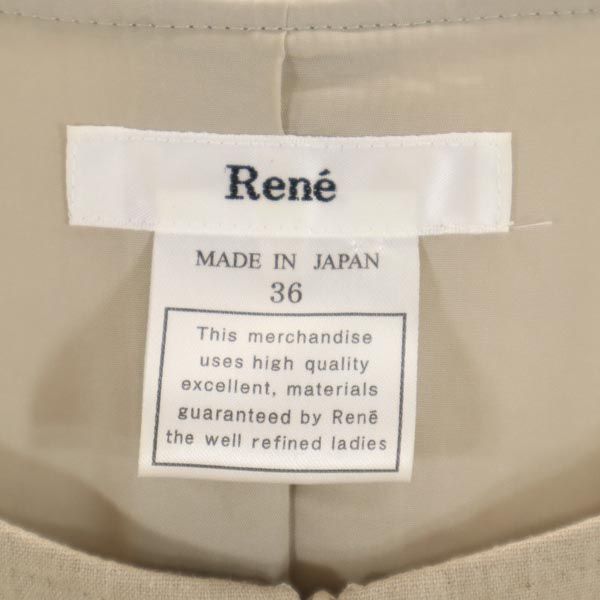 René
MADE IN JAPAN
36
This merchandise
uses high quality
excellent, materials
guaranteed by Renē
the well refined ladies